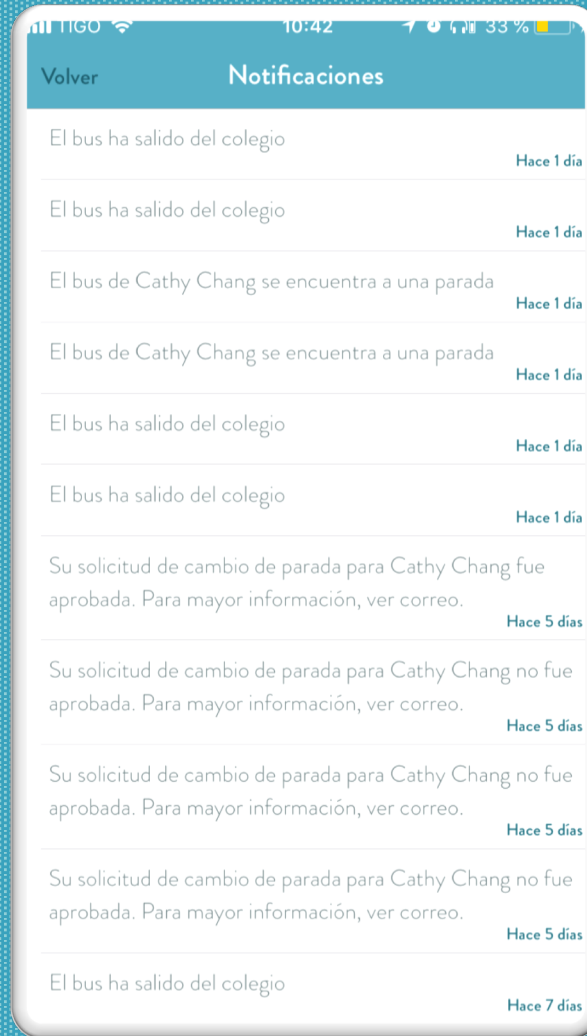 TIGO 10:42 33 %
Volver Notificaciones
El bus ha salido del colegio
Hace 1 día
El bus ha salido del colegio
Hace 1 día
El bus de Cathy Chang se encuentra a una parada
Hace 1 día
El bus de Cathy Chang se encuentra a una parada
Hace 1 día
El bus ha salido del colegio
Hace 1 día
El bus ha salido del colegio
Hace 1 día
Su solicitud de cambio de parada para Cathy Chang fue
aprobada. Para mayor información, ver correo.
Hace 5 días
Su solicitud de cambio de parada para Cathy Chang no fue
aprobada. Para mayor información, ver correo.
Hace 5 días
Su solicitud de cambio de parada para Cathy Chang no fue
aprobada. Para mayor información, ver correo.
Hace 5 días
Su solicitud de cambio de parada para Cathy Chang no fue
aprobada. Para mayor información, ver correo.
Hace 5 días
El bus ha salido del colegio
Hace 7 días